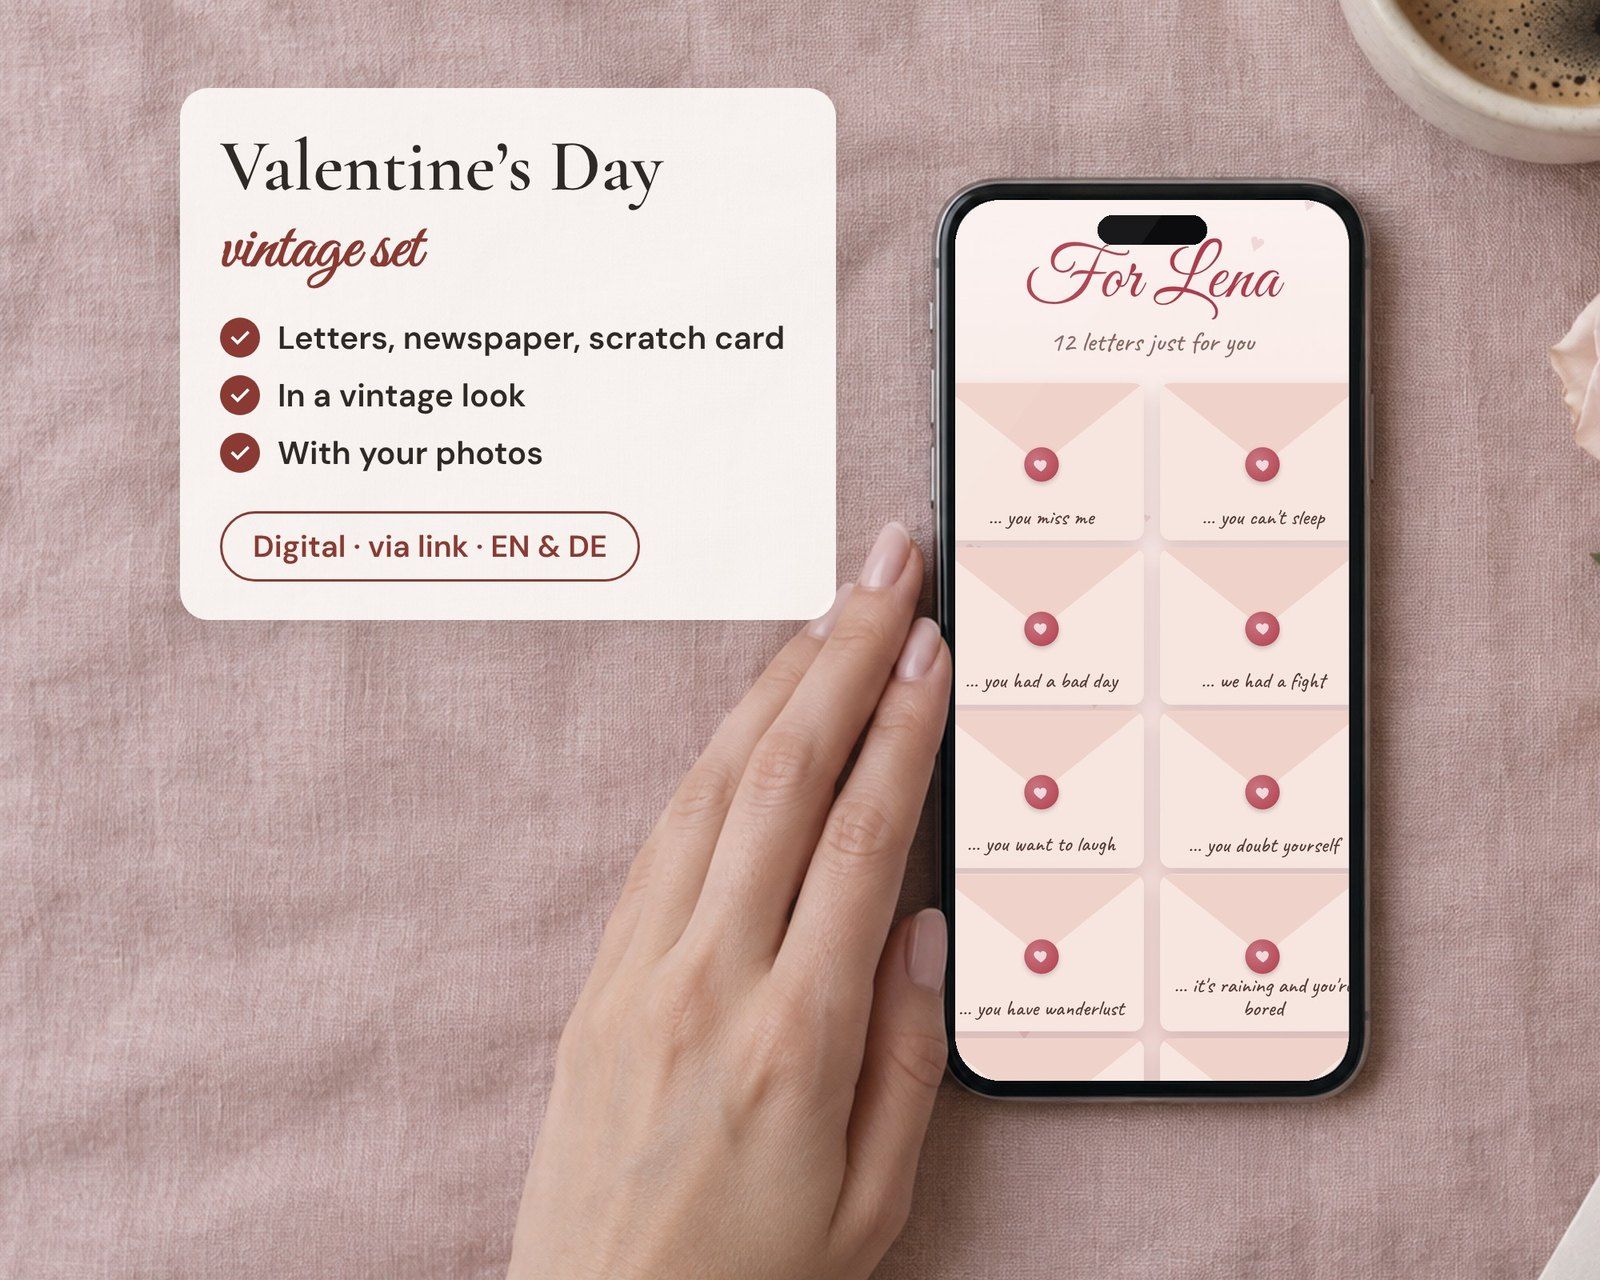 Valentine’s Day
vintage set
Letters, newspaper, scratch card
In a vintage look
With your photos
Digital · via link · EN & DE
For Lena
12 letters just for you
... you miss me
... you can't sleep
... you had a bad day
... we had a fight
... you want to laugh
... you doubt yourself
... you have wanderlust
... it's raining and you're
bored